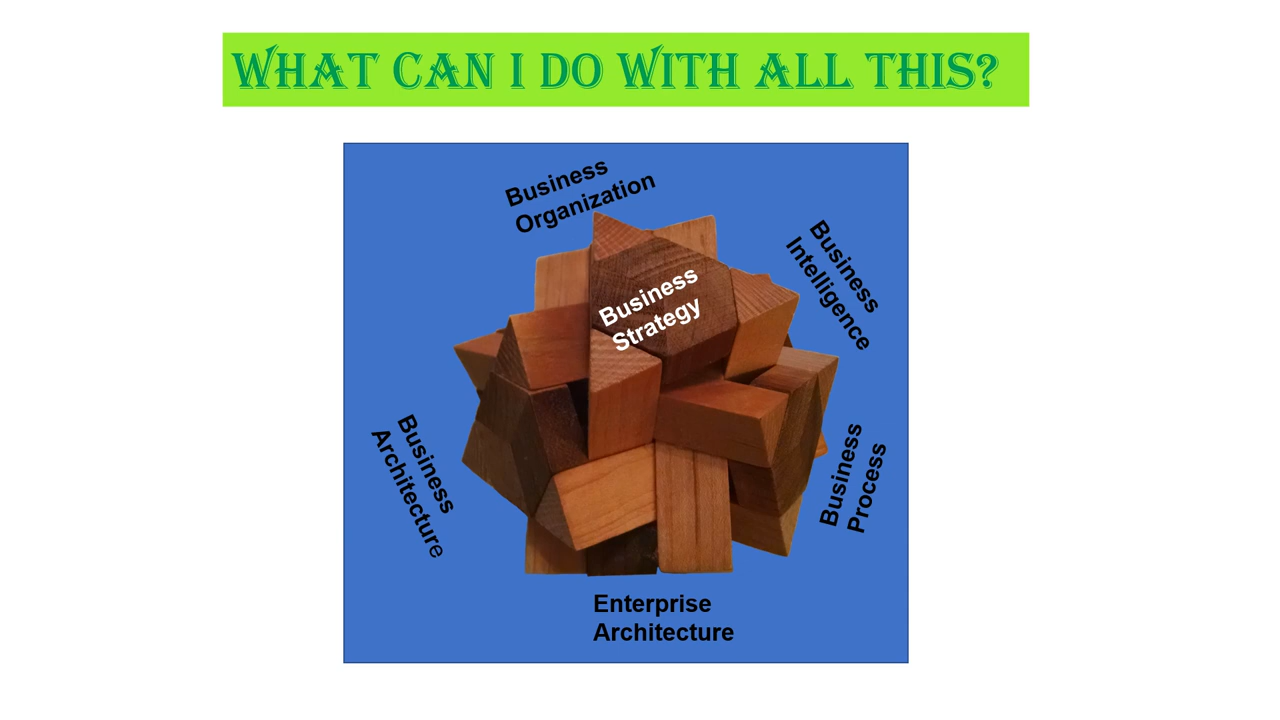 WHAT CAN I DO WITH ALL THIS?
Business
Organization
Business
Intelligence
Business
Strategy
Business
Architecture
Business
Process
Enterprise
Architecture